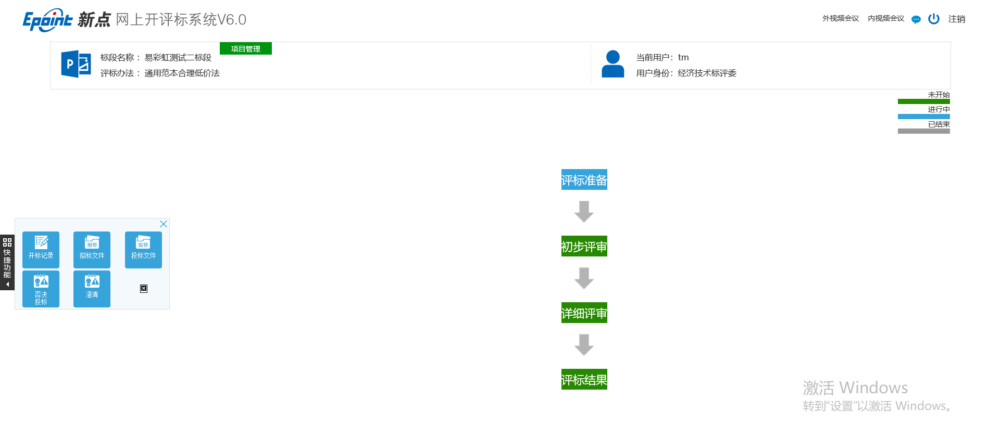 Epoint 新点 网上开评标系统V6.0
外视频会议 内视频会议 注销
项目管理
标段名称 ： 易彩虹测试二标段
评标办法 ： 通用范本合理低价法
当前用户： tm
用户身份： 经济技术标评委
未开始
进行中
已结束
评标准备
初步评审
详细评审
评标结果
快捷功能
开标记录
招标
招标文件
投标
投标文件
否决
投标
澄清
激活 Windows
转到“设置”以激活 Windows。